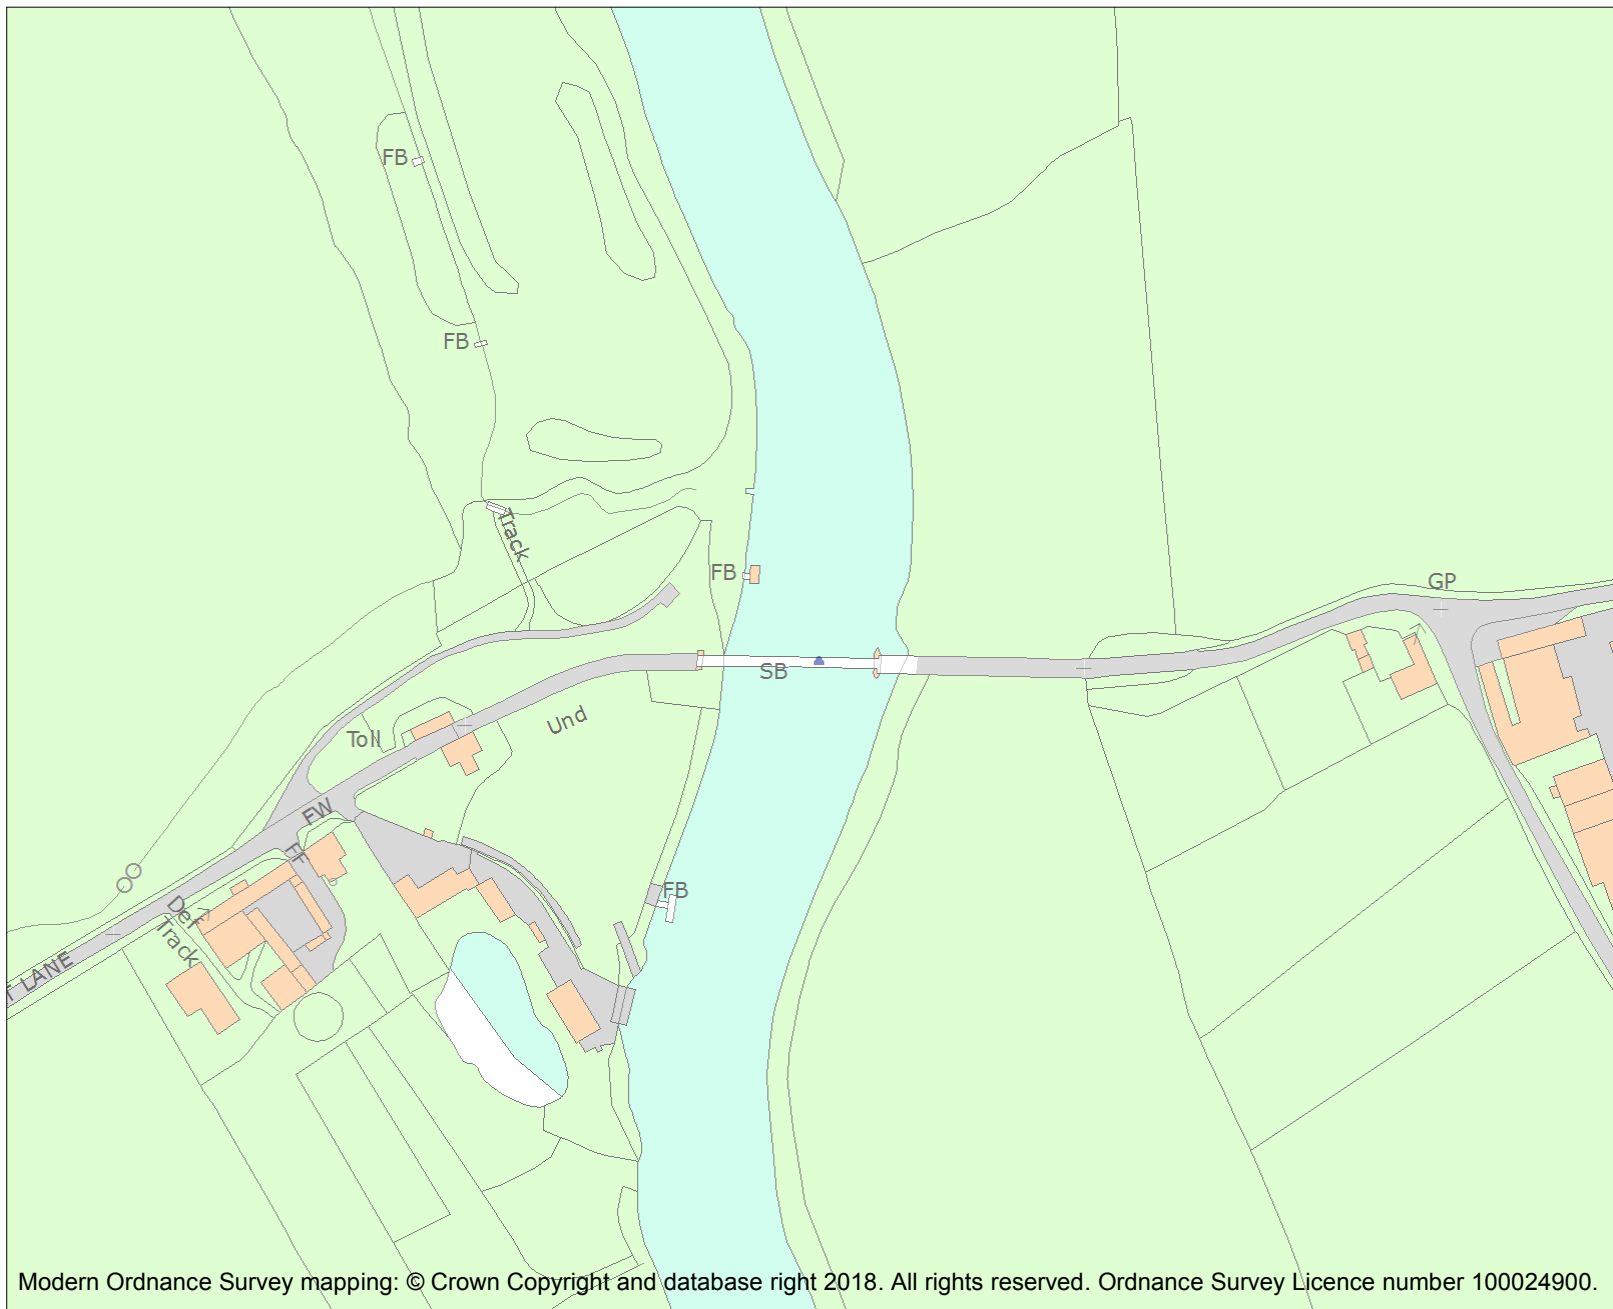 FB
FB
Track
FB
GP
SB
Und
Toll
FW
FF
FB
Def
Track
LANE
Modern Ordnance Survey mapping: © Crown Copyright and database right 2018. All rights reserved. Ordnance Survey Licence number 100024900.